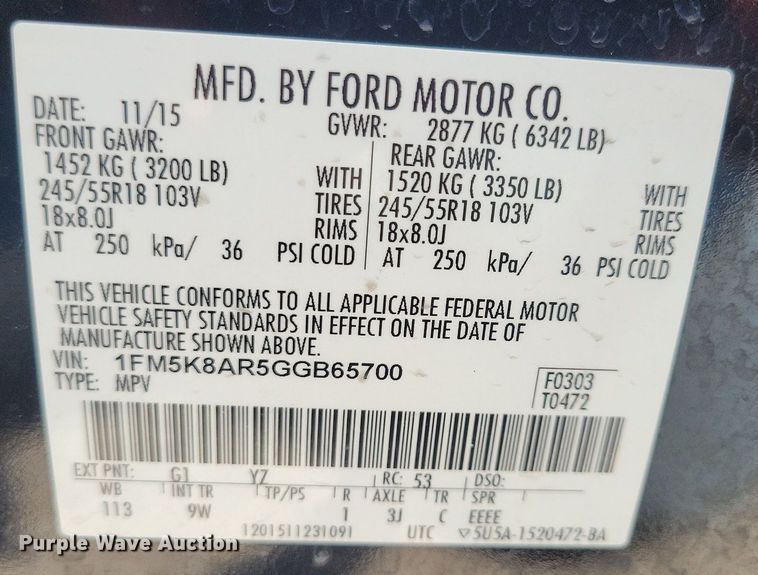 MFD. BY FORD MOTOR CO.
DATE: 11/15 GVWR: 2877 KG ( 6342 LB)
FRONT GAWR: REAR GAWR:
1452 KG ( 3200 LB) WITH 1520 KG ( 3350 LB) WITH
245/55R18 103V TIRES 245/55R18 103V TIRES
18x8.0J RIMS 18x8.0J RIMS
AT 250 kPa/ 36 PSI COLD AT 250 kPa/ 36 PSI COLD
THIS VEHICLE CONFORMS TO ALL APPLICABLE FEDERAL MOTOR
VEHICLE SAFETY STANDARDS IN EFFECT ON THE DATE OF
MANUFACTURE SHOWN ABOVE.
VIN: 1FM5K8AR5GGB65700
TYPE: MPV
F0303
T0472
EXT PNT: G1 YZ RC: 53 DSO:
WB INT TR TP/PS R AXLE TR SPR
113 9W 1 3J C EEEE
1201511231091 UTC ▽5U5A-1520472-BA
Purple Wave Auction